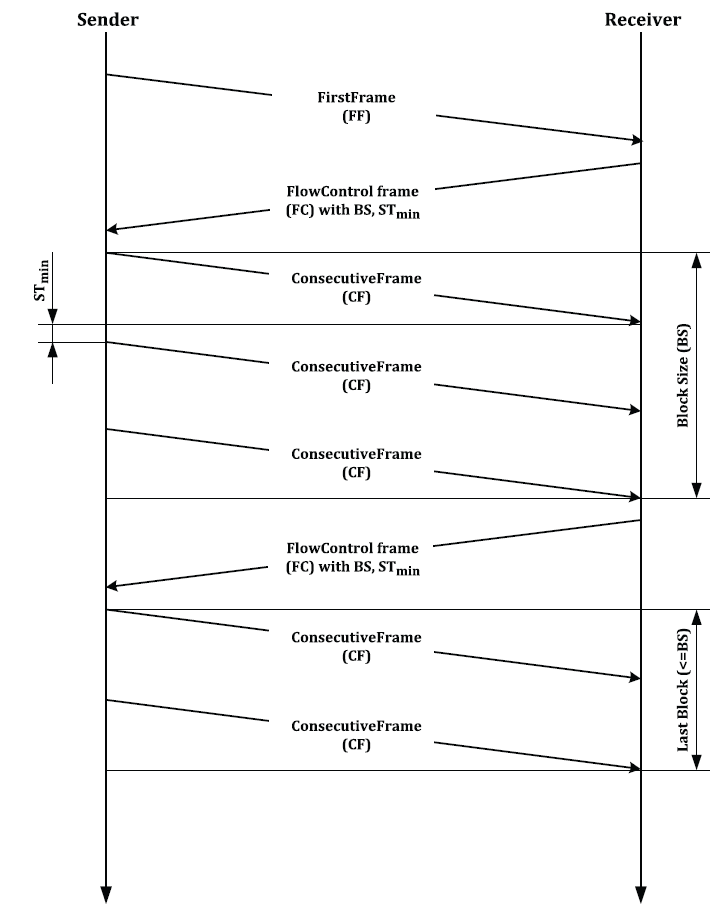 Sender
Receiver
FirstFrame
(FF)
FlowControl frame
(FC) with BS, STmin
STmin
ConsecutiveFrame
(CF)
Block Size (BS)
ConsecutiveFrame
(CF)
ConsecutiveFrame
(CF)
FlowControl frame
(FC) with BS, STmin
ConsecutiveFrame
(CF)
Last Block (<=BS)
ConsecutiveFrame
(CF)